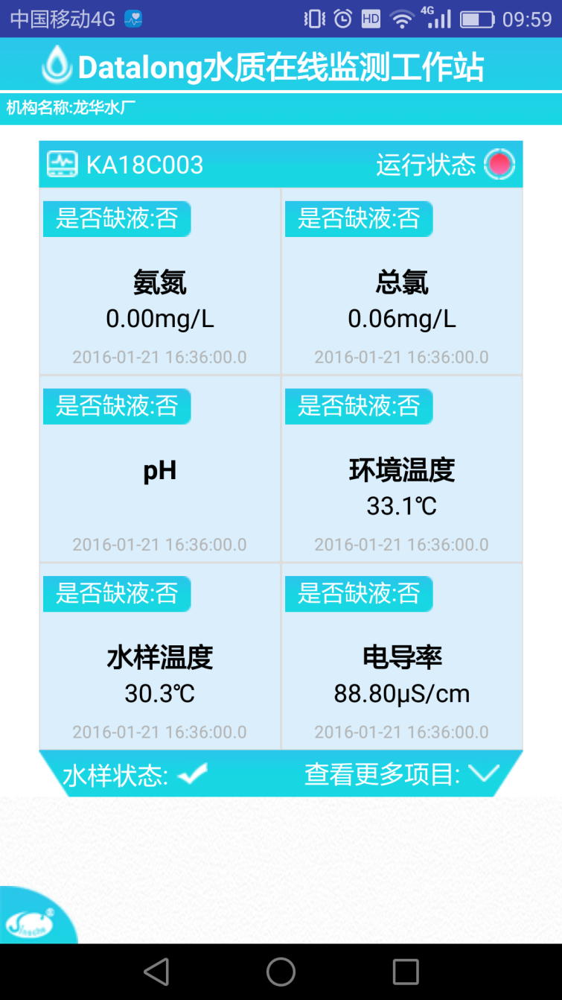 中国移动4G HD 4G 09:59
Datalong水质在线监测工作站
机构名称:龙华水厂
KA18C003 运行状态
是否缺液:否 是否缺液:否
氨氮 总氯
0.00mg/L 0.06mg/L
2016-01-21 16:36:00.0 2016-01-21 16:36:00.0
是否缺液:否 是否缺液:否
pH 环境温度
33.1℃
2016-01-21 16:36:00.0 2016-01-21 16:36:00.0
是否缺液:否 是否缺液:否
水样温度 电导率
30.3℃ 88.80μS/cm
2016-01-21 16:36:00.0 2016-01-21 16:36:00.0
水样状态: 查看更多项目: